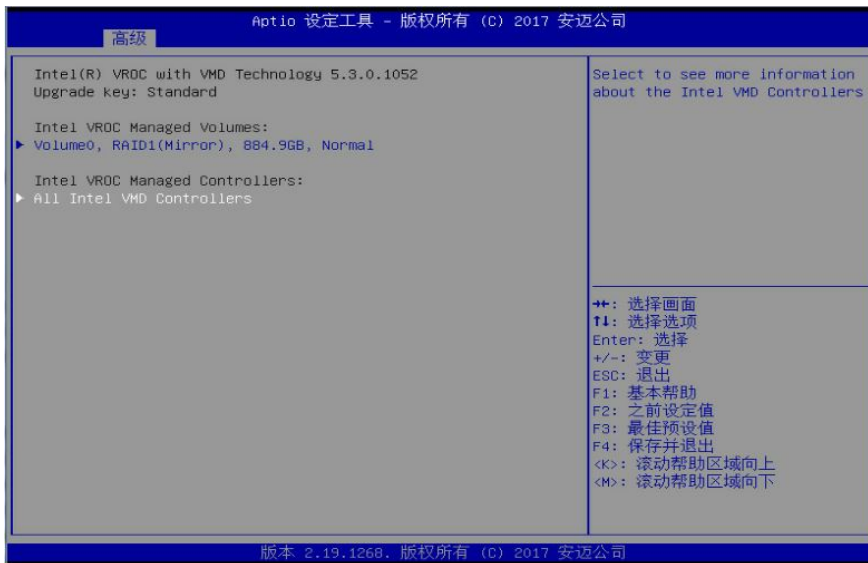 Aptio 设定工具 - 版权所有 (C) 2017 安迈公司
高级
Intel(R) VROC with VMD Technology 5.3.0.1052
Upgrade key: Standard
Intel VROC Managed Volumes:
▶ Volume0, RAID1(Mirror), 884.9GB, Normal
Intel VROC Managed Controllers:
▶ All Intel VMD Controllers
Select to see more information
about the Intel VMD Controllers
→←: 选择画面
↑↓: 选择选项
Enter: 选择
+/-: 变更
ESC: 退出
F1: 基本帮助
F2: 之前设定值
F3: 最佳预设值
F4: 保存并退出
<K>: 滚动帮助区域向上
<M>: 滚动帮助区域向下
版本 2.19.1268. 版权所有 (C) 2017 安迈公司